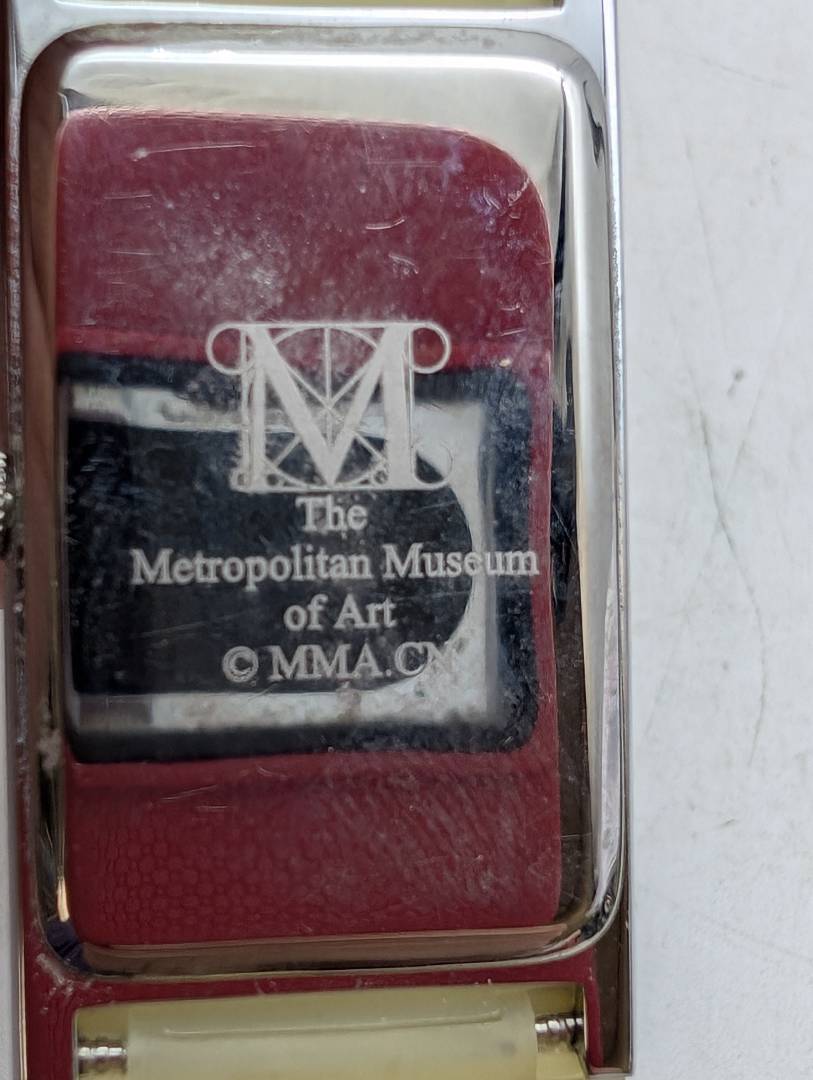 M
The
Metropolitan Museum
of Art
© MMA.CN